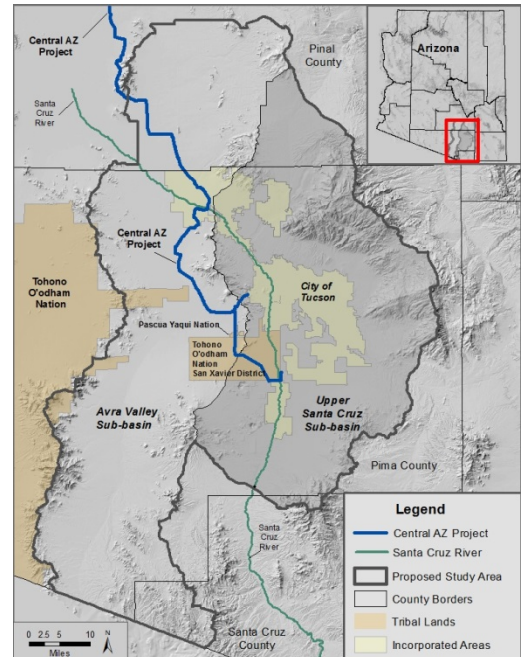 Central AZ
Project
Pinal
County
Arizona
Santa
Cruz
River
Central AZ
Project
Tohono
O'odham
Nation
City of
Tucson
Pascua Yaqui Nation
Tohono
O'odham
Nation
San Xavier District
Avra Valley
Sub-basin
Upper
Santa Cruz
Sub-basin
Pima County
Santa
Cruz
River
Santa Cruz
County
Legend
Central AZ Project
Santa Cruz River
Proposed Study Area
County Borders
Tribal Lands
Incorporated Areas
0 2.5 5 10
Miles
N